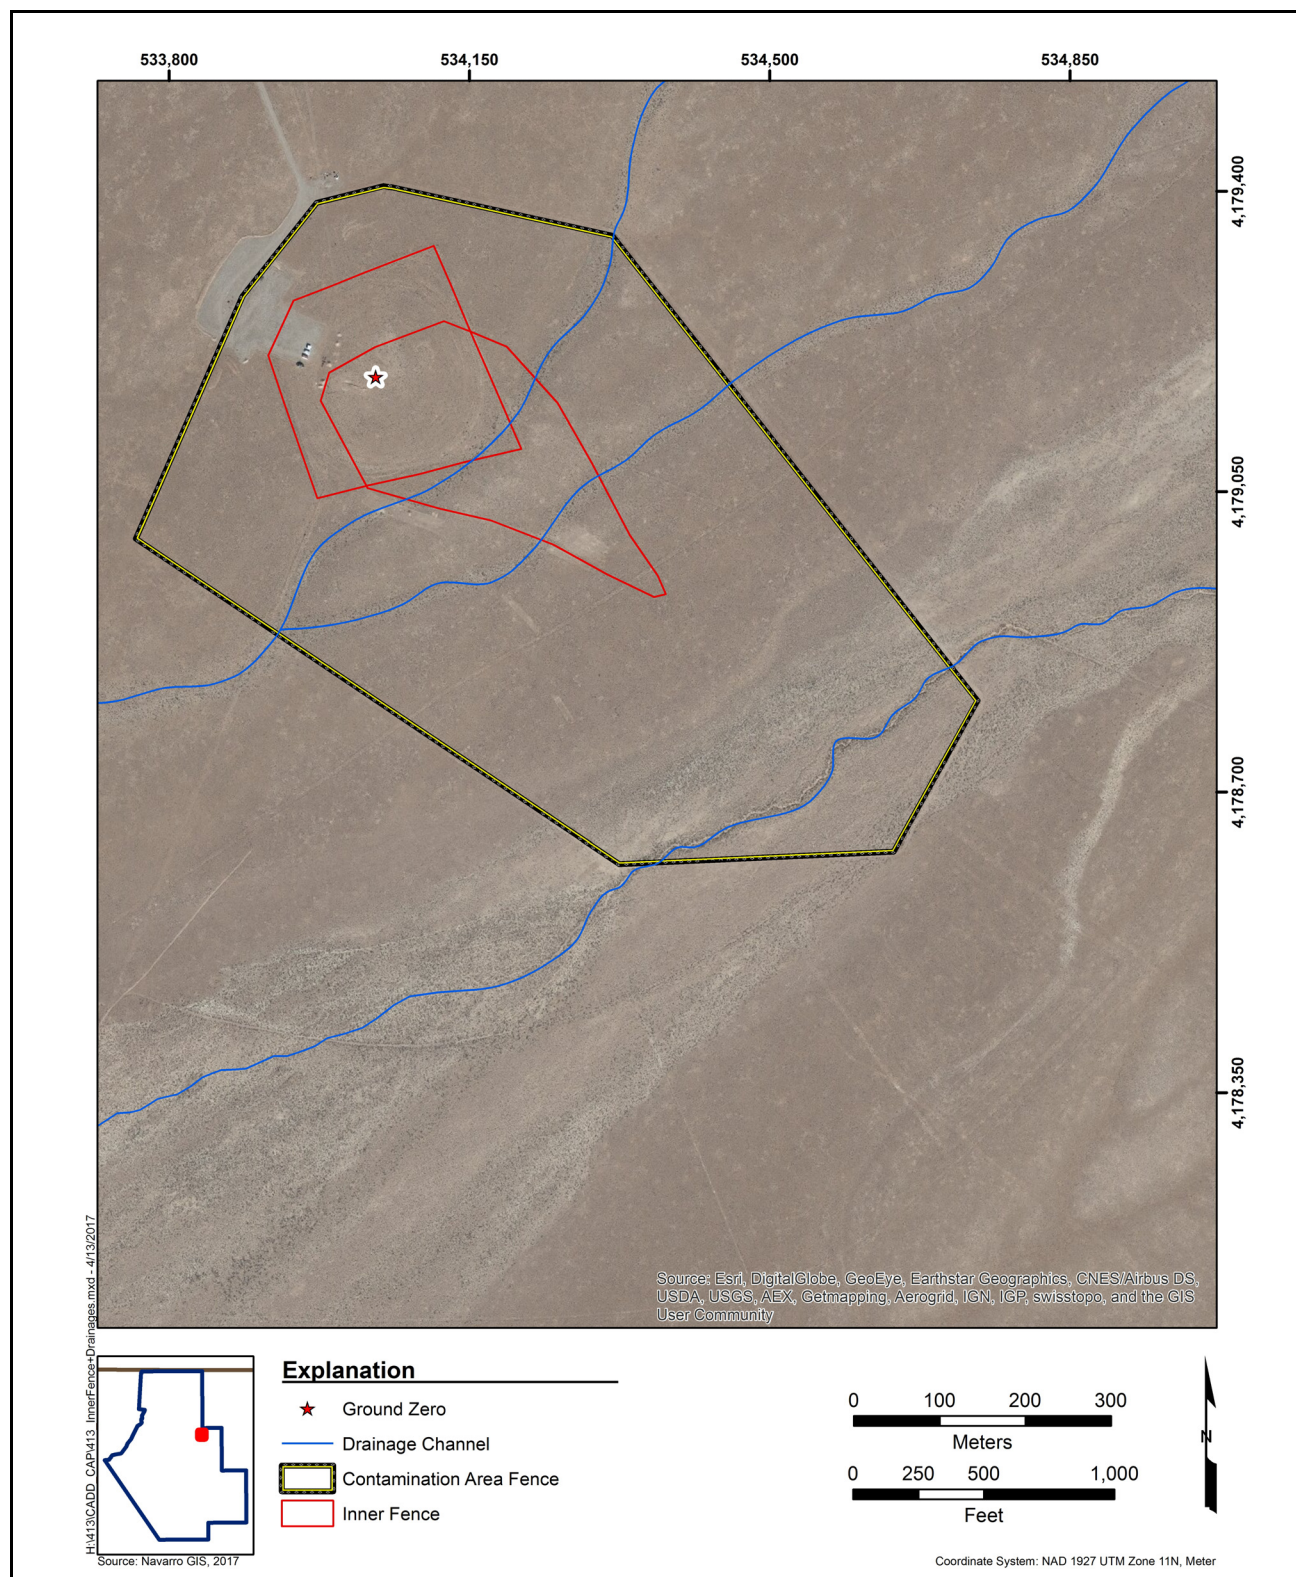 533,800 534,150 534,500 534,850
4,179,400
4,179,050
4,178,700
4,178,350
Source: Esri, DigitalGlobe, GeoEye, Earthstar Geographics, CNES/Airbus DS,
USDA, USGS, AEX, Getmapping, Aerogrid, IGN, IGP, swisstopo, and the GIS
User Community
H:\413\CADD_CAP\413_InnerFence+Drainages.mxd - 4/13/2017
Explanation
Ground Zero
Drainage Channel
Contamination Area Fence
Inner Fence
0 100 200 300
Meters
0 250 500 1,000
Feet
N
Source: Navarro GIS, 2017
Coordinate System: NAD 1927 UTM Zone 11N, Meter